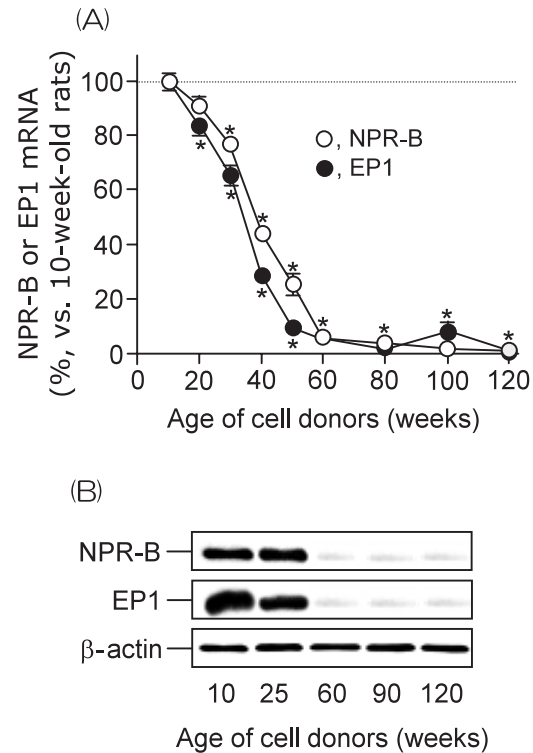 (A)
NPR-B or EP1 mRNA
(%, vs. 10-week-old rats)
100
80
60
40
20
0
○, NPR-B
●, EP1
* * * * * * * * * * * *
0 20 40 60 80 100 120
Age of cell donors (weeks)
(B)
NPR-B
EP1
β-actin
10 25 60 90 120
Age of cell donors (weeks)